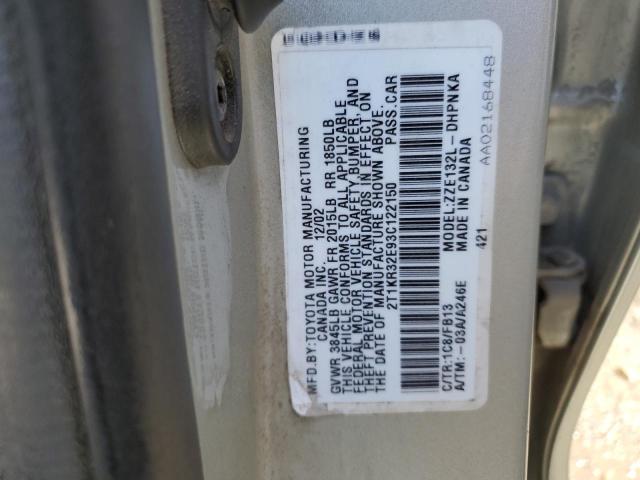 MFD.BY: TOYOTA MOTOR MANUFACTURING
CANADA INC. 12/02
GVWR 3845LB GAWR FR 2015LB RR 1850LB
THIS VEHICLE CONFORMS TO ALL APPLICABLE
FEDERAL MOTOR VEHICLE SAFETY, BUMPER, AND
THEFT PREVENTION STANDARDS IN EFFECT ON
THE DATE OF MANUFACTURE SHOWN ABOVE.
2T1KR32E93C122150 PASS.CAR
C/TR:1C8/FB13 MODEL:ZZE132L-DHPNKA
A/TM:-03A/A246E MADE IN CANADA
421
AA02168448